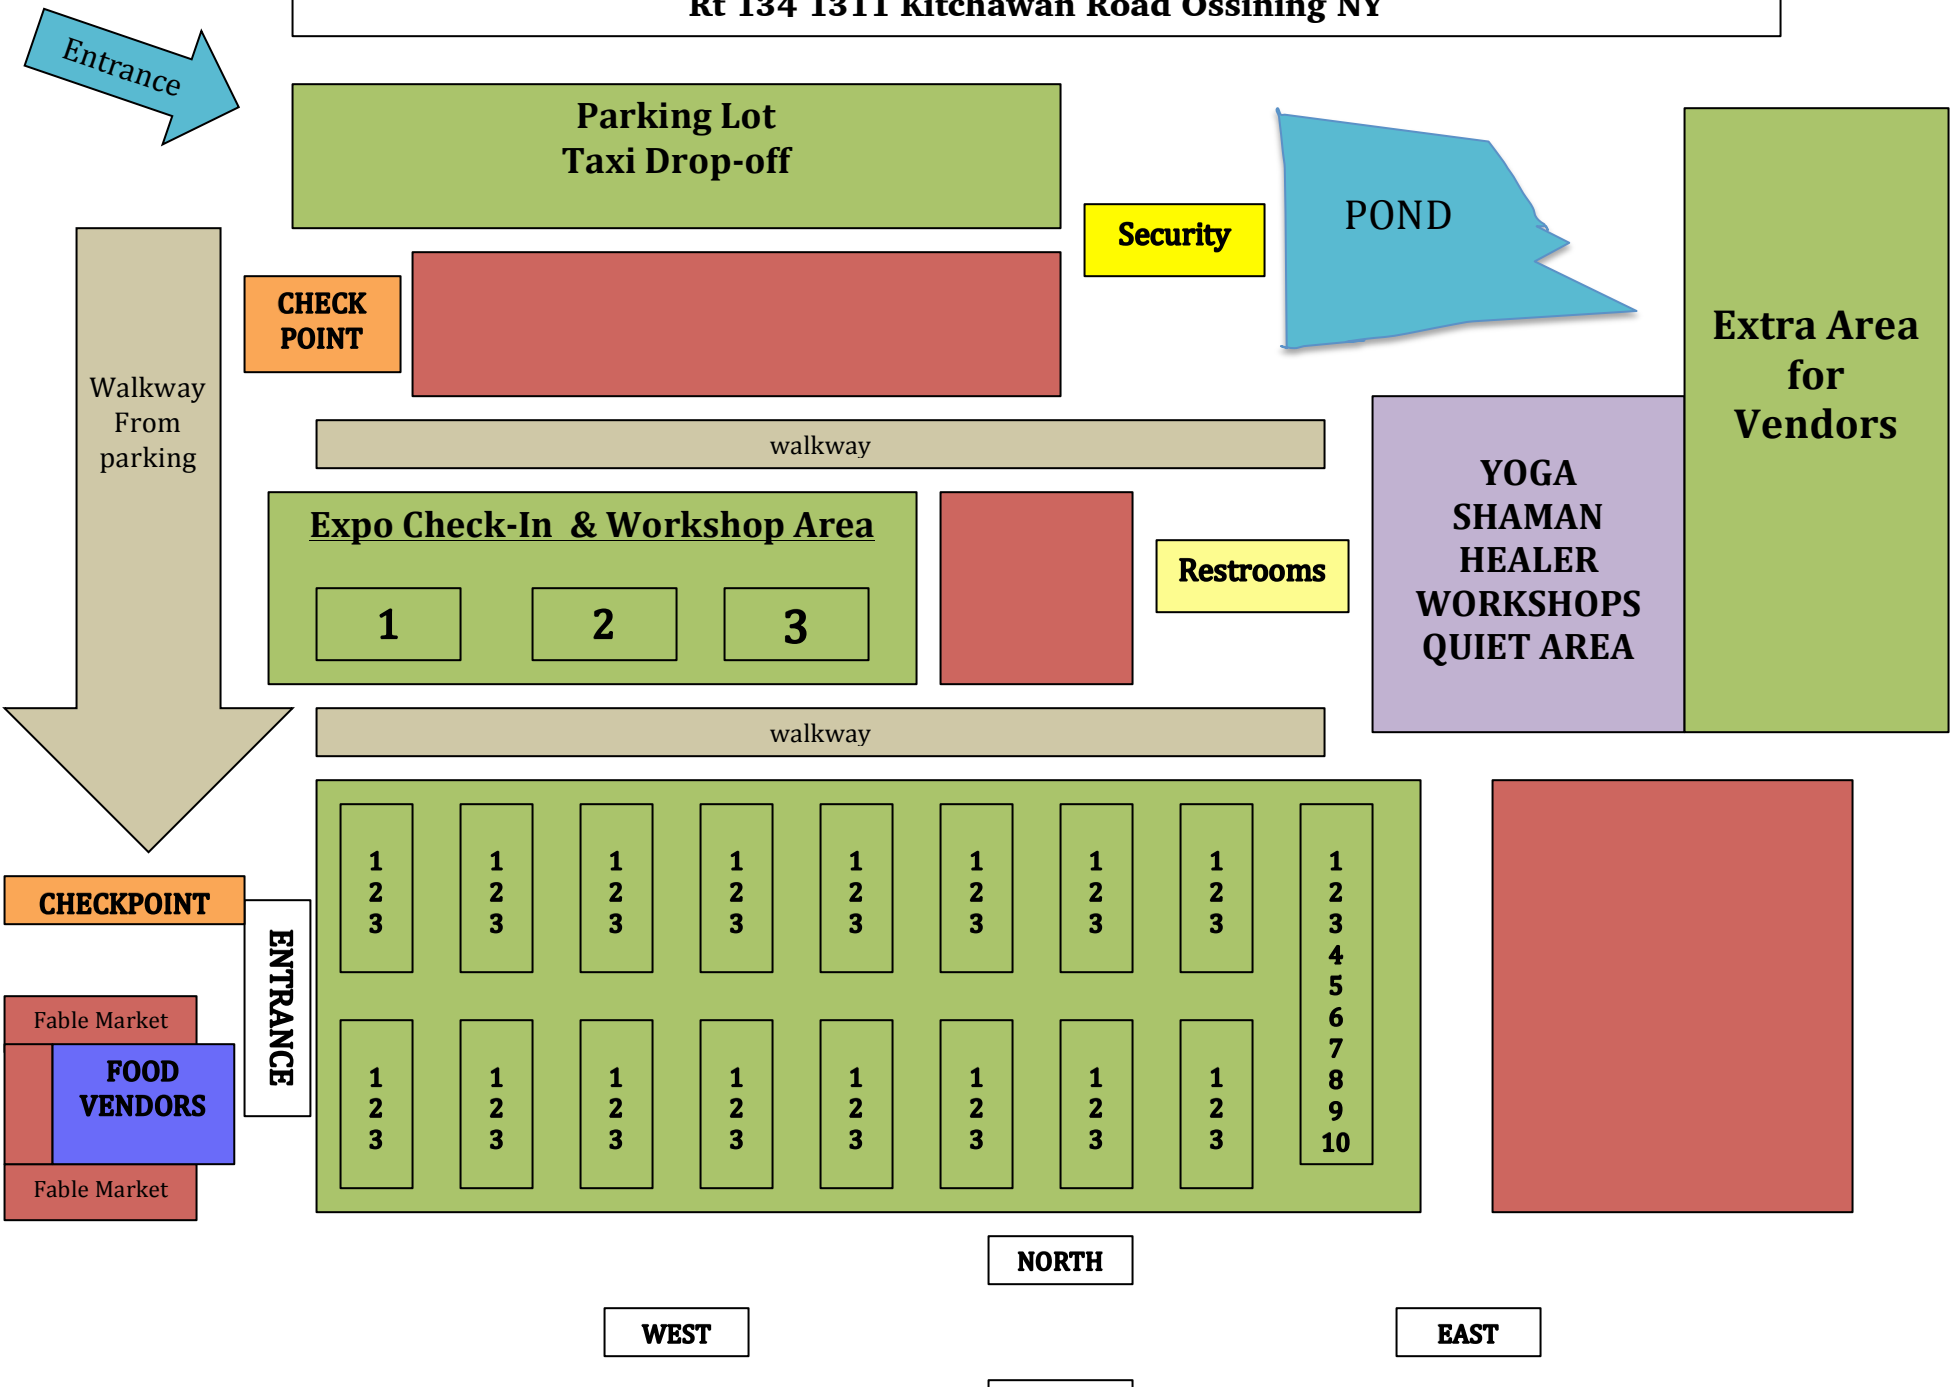 Rt 134 1311 Kitchawan Road Ossining NY
Entrance
Parking Lot
Taxi Drop-off
Security
POND
Extra Area
for
Vendors
CHECK
POINT
Walkway
From
parking
walkway
YOGA
SHAMAN
HEALER
WORKSHOPS
QUIET AREA
Expo Check-In & Workshop Area
1
2
3
Restrooms
walkway
CHECKPOINT
ENTRANCE
1
2
3
1
2
3
1
2
3
1
2
3
1
2
3
1
2
3
1
2
3
1
2
3
1
2
3
4
5
6
7
8
9
10
Fable Market
FOOD
VENDORS
Fable Market
1
2
3
1
2
3
1
2
3
1
2
3
1
2
3
1
2
3
1
2
3
1
2
3
NORTH
WEST
EAST